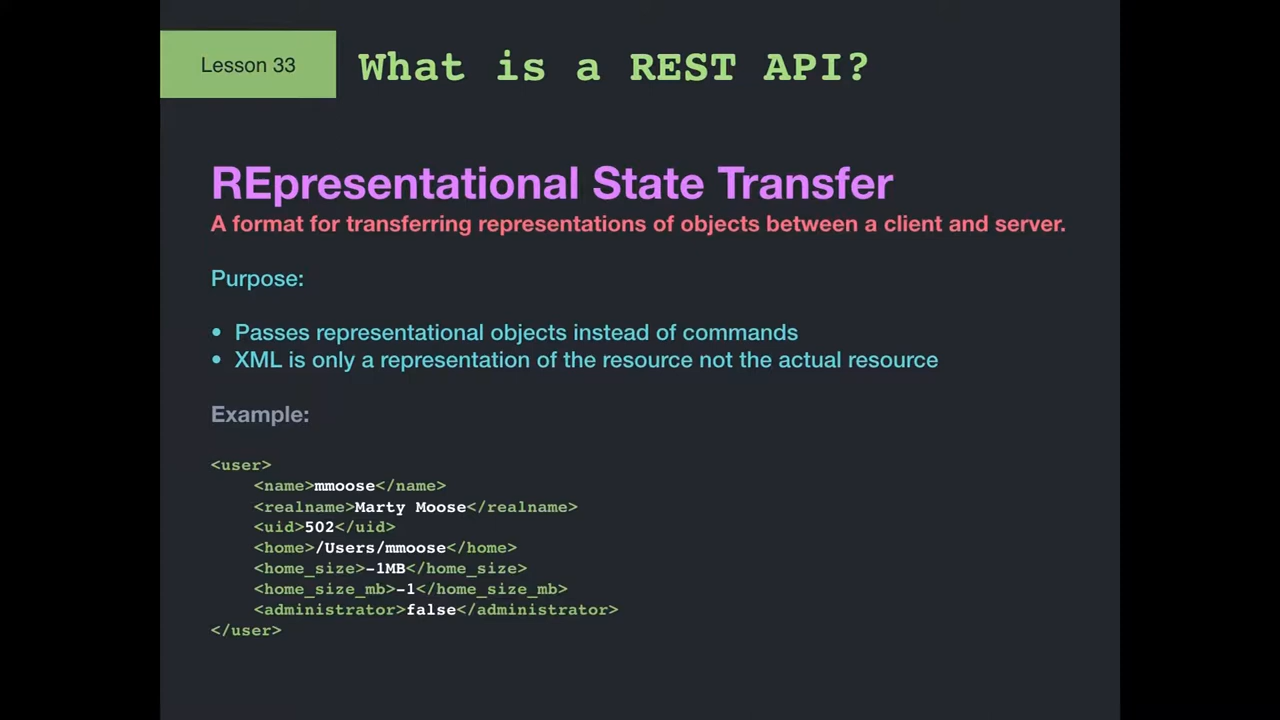 Lesson 33
What is a REST API?
REpresentational State Transfer
A format for transferring representations of objects between a client and server.
Purpose:
• Passes representational objects instead of commands
• XML is only a representation of the resource not the actual resource
Example:
<user>
<name>mmoose</name>
<realname>Marty Moose</realname>
<uid>502</uid>
<home>/Users/mmoose</home>
<home_size>-1MB</home_size>
<home_size_mb>-1</home_size_mb>
<administrator>false</administrator>
</user>